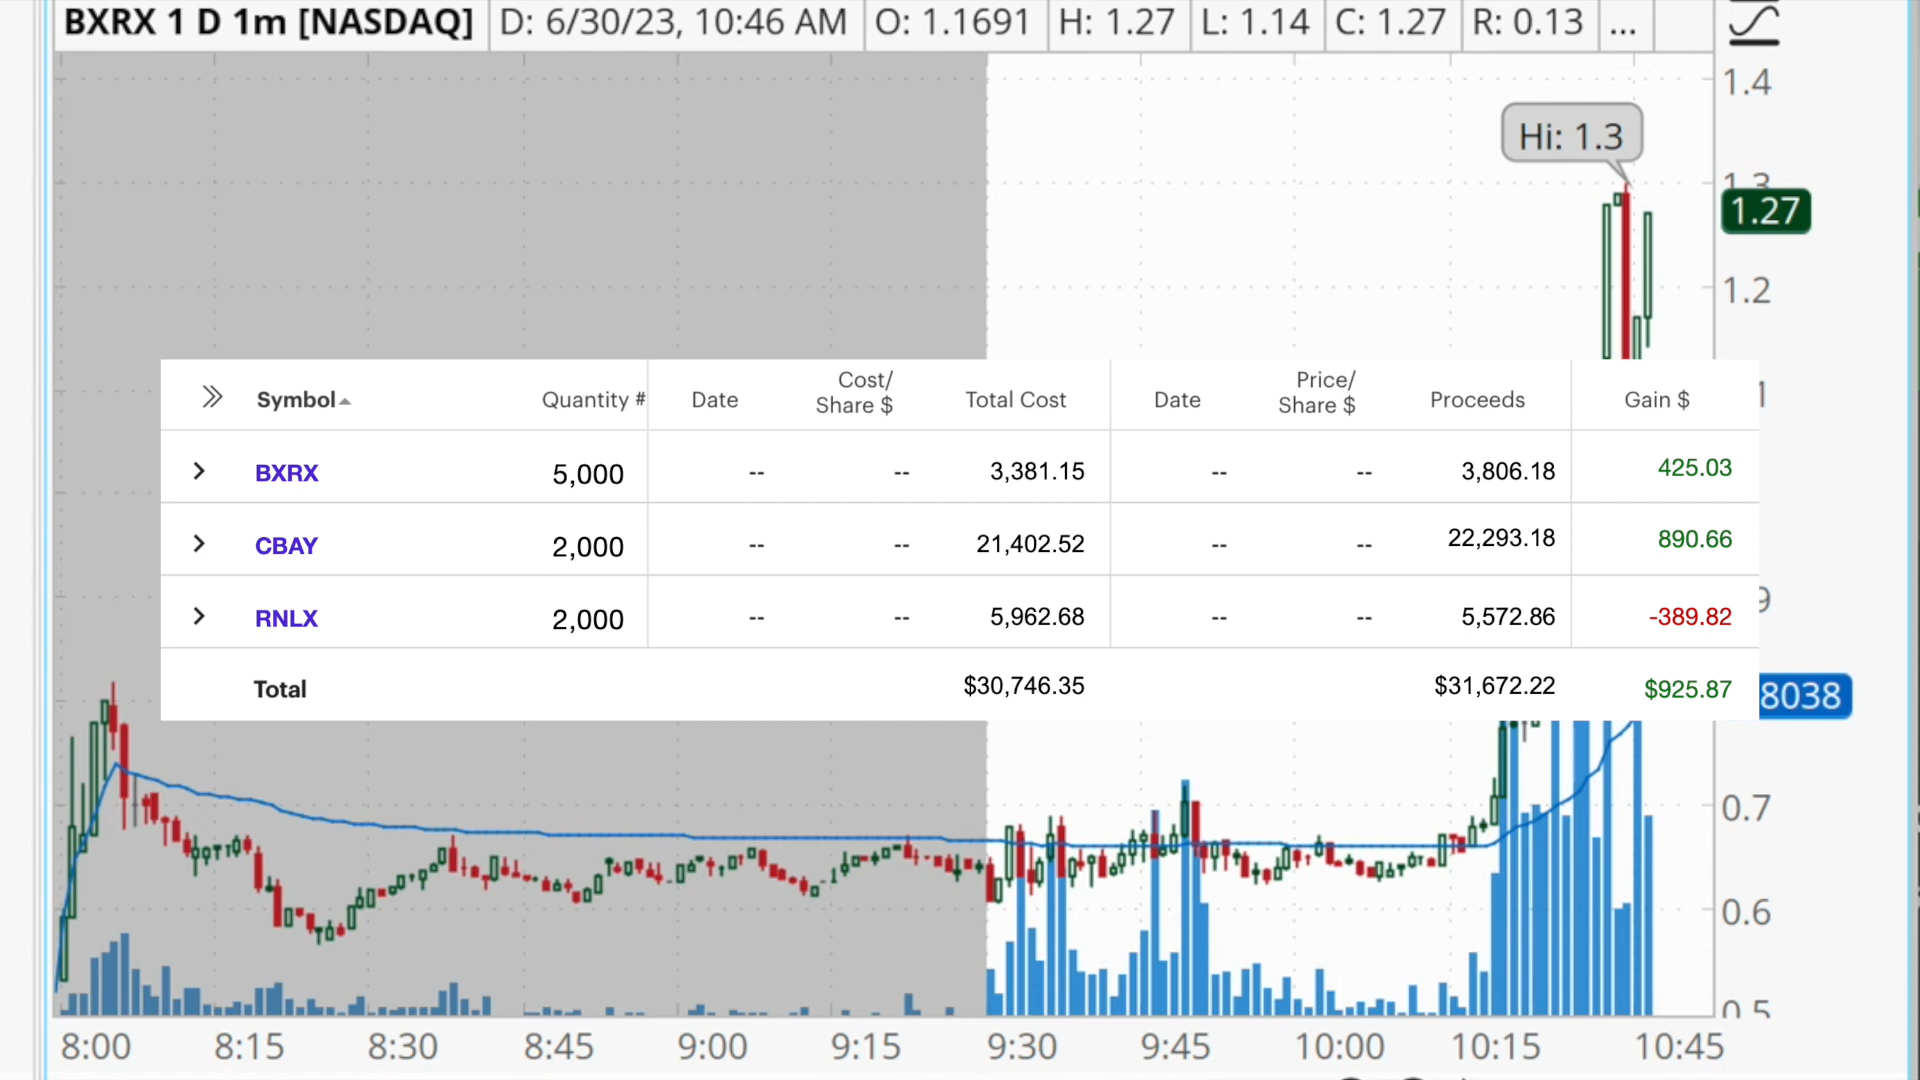 BXRX 1 D 1m [NASDAQ] D: 6/30/23, 10:46 AM O: 1.1691 H: 1.27 L: 1.14 C: 1.27 R: 0.13 ...
1.4
Hi: 1.3
1.3
1.27
1.2
Symbol Quantity # Date Cost/ Share $ Total Cost Date Price/ Share $ Proceeds Gain $
BXRX 5,000 -- -- 3,381.15 -- -- 3,806.18 425.03
CBAY 2,000 -- -- 21,402.52 -- -- 22,293.18 890.66
RNLX 2,000 -- -- 5,962.68 -- -- 5,572.86 -389.82
Total $30,746.35 $31,672.22 $925.87
8038
0.7
0.6
0.5
8:00 8:15 8:30 8:45 9:00 9:15 9:30 9:45 10:00 10:15 10:45